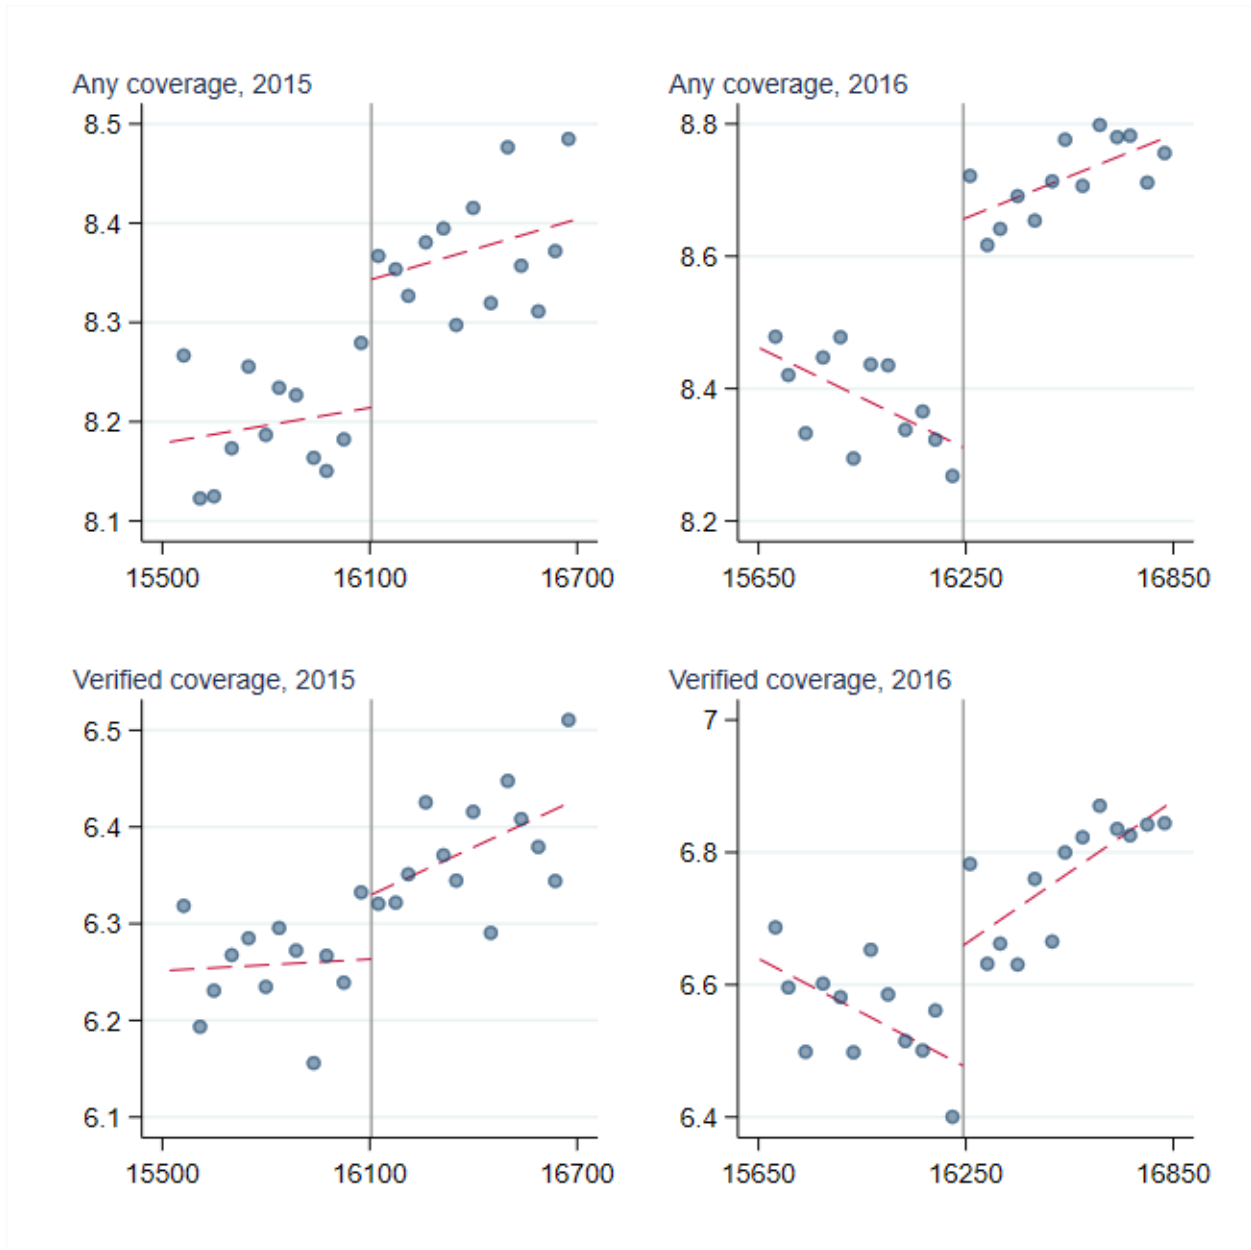 Any coverage, 2015
8.5
8.4
8.3
8.2
8.1
15500 16100 16700
Any coverage, 2016
8.8
8.6
8.4
8.2
15650 16250 16850
Verified coverage, 2015
6.5
6.4
6.3
6.2
6.1
15500 16100 16700
Verified coverage, 2016
7
6.8
6.6
6.4
15650 16250 16850